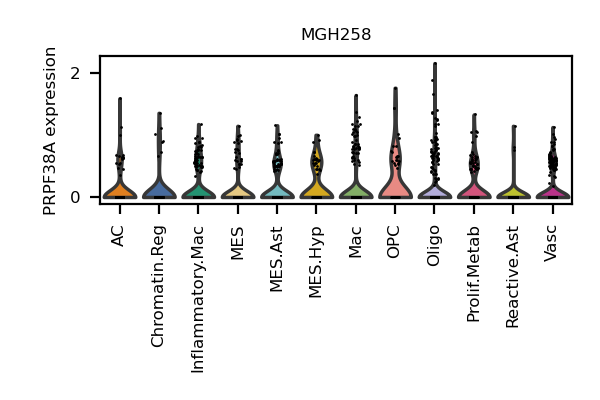 MGH258
PRPF38A expression
2
0
AC
Chromatin.Reg
Inflammatory.Mac
MES
MES.Ast
MES.Hyp
Mac
OPC
Oligo
Prolif.Metab
Reactive.Ast
Vasc